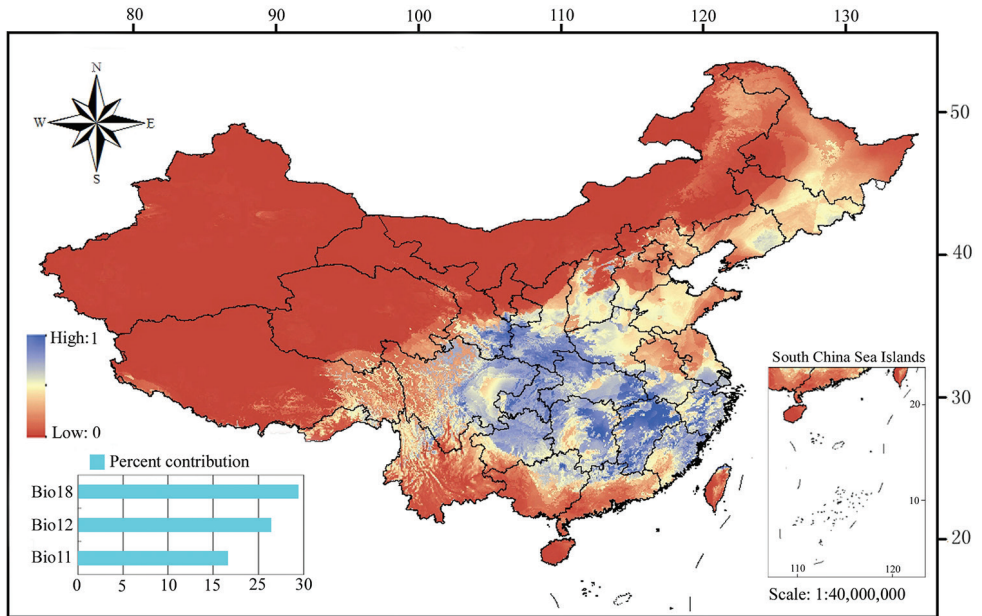 80 90 100 110 120 130
N
W E
S
50
40
30
20
High:1
Low: 0
South China Sea Islands
20
10
110 120
Scale: 1:40,000,000
Percent contribution
Bio18
Bio12
Bio11
0 5 10 15 20 25 30